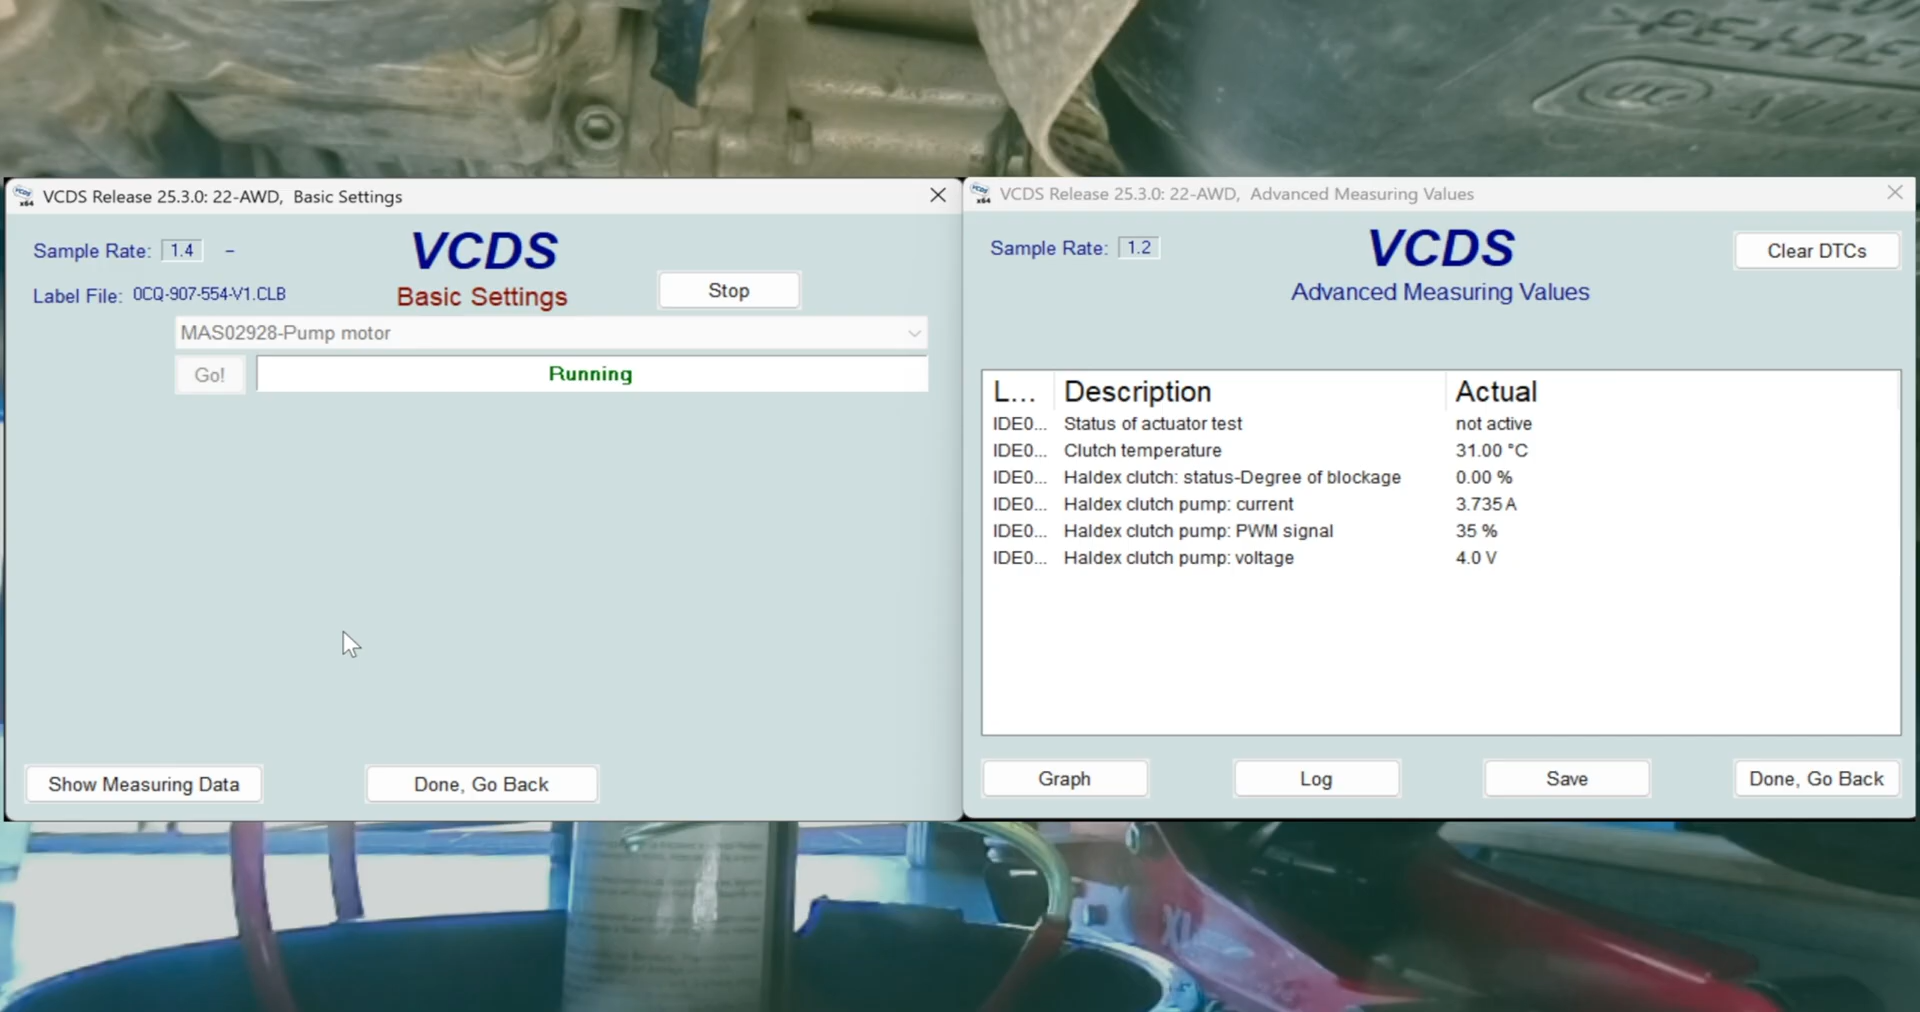 VCDS Release 25.3.0: 22-AWD, Basic Settings
Sample Rate: 1.4 –
VCDS
Label File: 0CQ-907-554-V1.CLB
Basic Settings
Stop
MAS02928-Pump motor
Go!
Running
Show Measuring Data
Done, Go Back
VCDS Release 25.3.0: 22-AWD, Advanced Measuring Values
Sample Rate: 1.2
VCDS
Clear DTCs
Advanced Measuring Values
L... Description Actual
IDE0... Status of actuator test not active
IDE0... Clutch temperature 31.00 °C
IDE0... Haldex clutch: status-Degree of blockage 0.00 %
IDE0... Haldex clutch pump: current 3.735 A
IDE0... Haldex clutch pump: PWM signal 35 %
IDE0... Haldex clutch pump: voltage 4.0 V
Graph
Log
Save
Done, Go Back